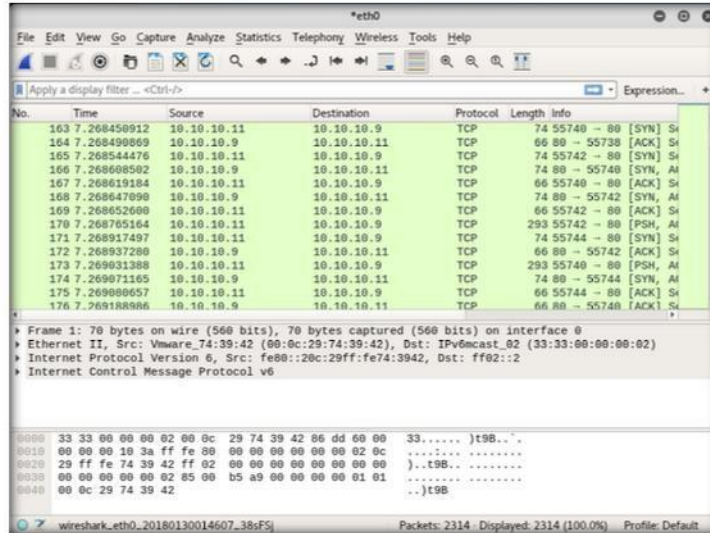 *eth0
File Edit View Go Capture Analyze Statistics Telephony Wireless Tools Help
Apply a display filter ... <Ctrl-/> Expression... +
No. Time Source Destination Protocol Length Info
163 7.268450912 10.10.10.11 10.10.10.9 TCP 74 55740 → 80 [SYN] Se
164 7.268490869 10.10.10.9 10.10.10.11 TCP 66 80 → 55738 [ACK] Se
165 7.268544476 10.10.10.11 10.10.10.9 TCP 74 55742 → 80 [SYN] Se
166 7.268608502 10.10.10.9 10.10.10.11 TCP 74 80 → 55740 [SYN, AC
167 7.268619184 10.10.10.11 10.10.10.9 TCP 66 55740 → 80 [ACK] Se
168 7.268647090 10.10.10.9 10.10.10.11 TCP 74 80 → 55742 [SYN, AC
169 7.268652600 10.10.10.11 10.10.10.9 TCP 66 55742 → 80 [ACK] Se
170 7.268765164 10.10.10.11 10.10.10.9 TCP 293 55742 → 80 [PSH, AC
171 7.268917497 10.10.10.11 10.10.10.9 TCP 74 55744 → 80 [SYN] Se
172 7.268937280 10.10.10.9 10.10.10.11 TCP 66 80 → 55742 [ACK] Se
173 7.269031388 10.10.10.11 10.10.10.9 TCP 293 55740 → 80 [PSH, AC
174 7.269071165 10.10.10.9 10.10.10.11 TCP 74 80 → 55744 [SYN, AC
175 7.269080657 10.10.10.11 10.10.10.9 TCP 66 55744 → 80 [ACK] Se
176 7.269188986 10.10.10.9 10.10.10.11 TCP 66 80 → 55740 [ACK] Se
Frame 1: 70 bytes on wire (560 bits), 70 bytes captured (560 bits) on interface 0
Ethernet II, Src: Vmware_74:39:42 (00:0c:29:74:39:42), Dst: IPv6mcast_02 (33:33:00:00:00:02)
Internet Protocol Version 6, Src: fe80::20c:29ff:fe74:3942, Dst: ff02::2
Internet Control Message Protocol v6
0000 33 33 00 00 00 02 00 0c 29 74 39 42 86 dd 60 00 33...... )t9B..`.
0010 00 00 00 10 3a ff fe 80 00 00 00 00 00 00 02 0c ....:... ........
0020 29 ff fe 74 39 42 ff 02 00 00 00 00 00 00 00 00 )..t9B.. ........
0030 00 00 00 00 00 02 85 00 b5 a9 00 00 00 00 01 01 ........ ........
0040 00 0c 29 74 39 42 ..)t9B
wireshark_eth0_20180130014607_38sFSj Packets: 2314 · Displayed: 2314 (100.0%) Profile: Default